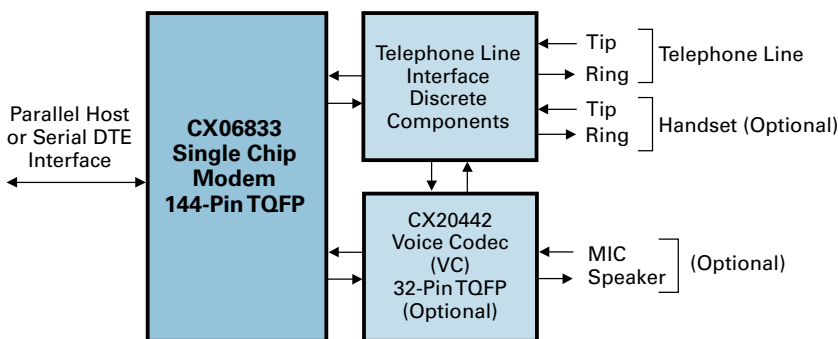 Parallel Host
or Serial DTE
Interface
CX06833
Single Chip
Modem
144-Pin TQFP
Telephone Line
Interface
Discrete
Components
Tip
Ring
Telephone Line
Tip
Ring
Handset (Optional)
CX20442
Voice Codec
(VC)
32-Pin TQFP
(Optional)
MIC
Speaker
(Optional)